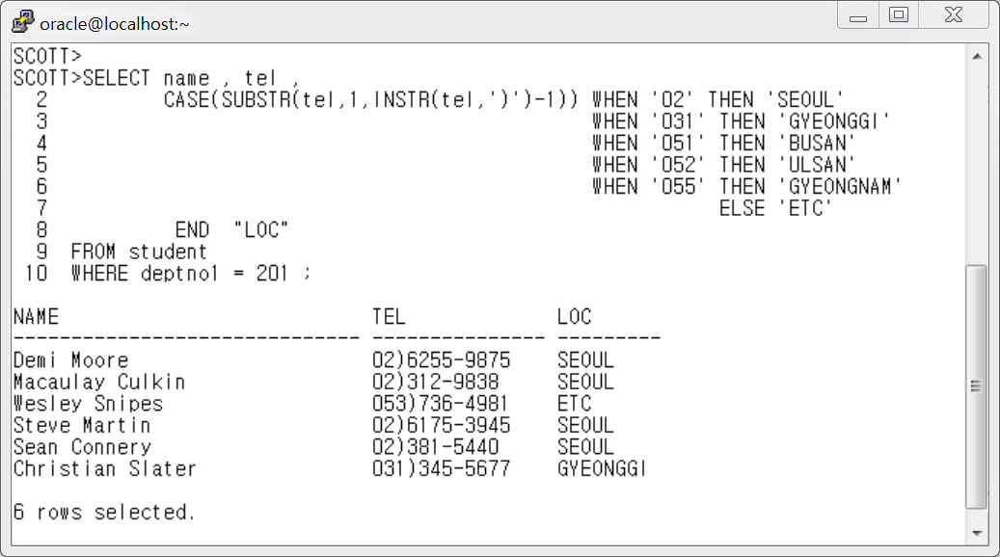 oracle@localhost:~
SCOTT>
SCOTT>SELECT name , tel ,
  2          CASE(SUBSTR(tel,1,INSTR(tel,')')-1)) WHEN '02' THEN 'SEOUL'
  3                                               WHEN '031' THEN 'GYEONGGI'
  4                                               WHEN '051' THEN 'BUSAN'
  5                                               WHEN '052' THEN 'ULSAN'
  6                                               WHEN '055' THEN 'GYEONGNAM'
  7                                                          ELSE 'ETC'
  8           END  "LOC"
  9  FROM student
 10  WHERE deptno1 = 201 ;
NAME                           TEL             LOC
------------------------------ --------------- ---------
Demi Moore                     02)6255-9875    SEOUL
Macaulay Culkin                02)312-9838     SEOUL
Wesley Snipes                  053)736-4981    ETC
Steve Martin                   02)6175-3945    SEOUL
Sean Connery                   02)381-5440     SEOUL
Christian Slater               031)345-5677    GYEONGGI
6 rows selected.